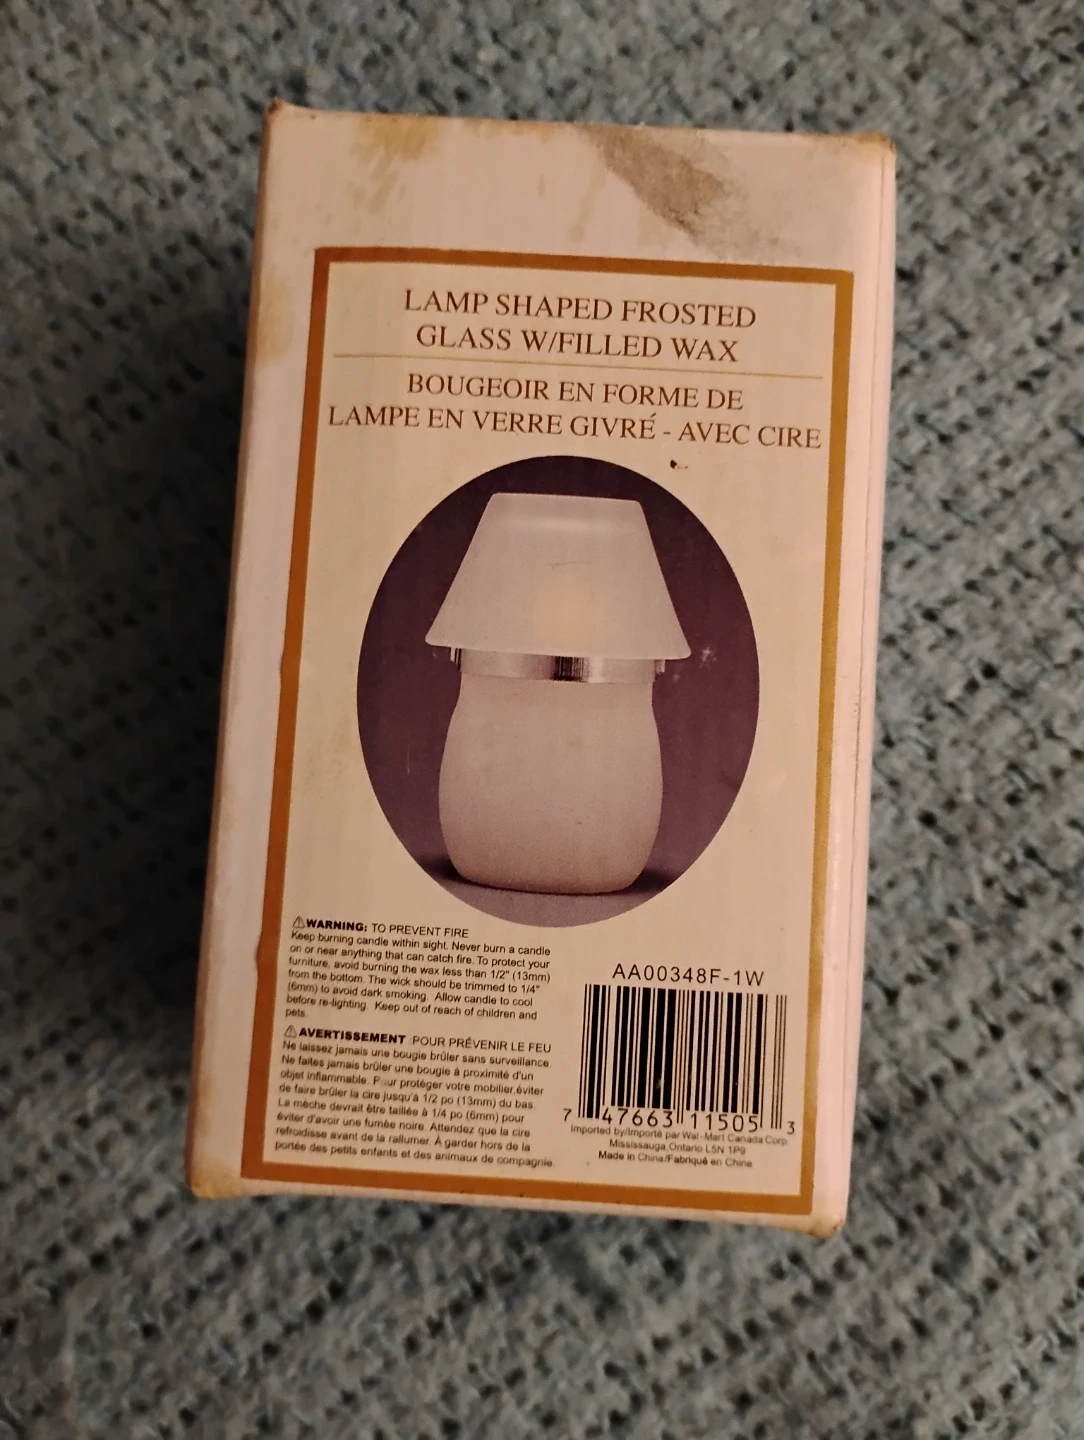 LAMP SHAPED FROSTED
GLASS W/FILLED WAX
BOUGEOIR EN FORME DE
LAMPE EN VERRE GIVRÉ - AVEC CIRE
⚠WARNING: TO PREVENT FIRE
Keep burning candle within sight. Never burn a candle
on or near anything that can catch fire. To protect your
furniture, avoid burning the wax less than 1/2" (13mm)
from the bottom. The wick should be trimmed to 1/4"
(6mm) to avoid dark smoking. Allow candle to cool
before re-lighting. Keep out of reach of children and
pets.
⚠AVERTISSEMENT POUR PRÉVENIR LE FEU
Ne laissez jamais une bougie brûler sans surveillance.
Ne faites jamais brûler une bougie à proximité d'un
objet inflammable. Pour protéger votre mobilier, éviter
de faire brûler la cire jusqu'à 1/2 po (13mm) du bas.
La mèche devrait être taillée à 1/4 po (6mm) pour
éviter d'avoir une fumée noire. Attendez que la cire
refroidisse avant de la rallumer. À garder hors de la
portée des petits enfants et des animaux de compagnie.
AA00348F-1W
7 47663 11505 3
Imported by/Importé par Wal-Mart Canada Corp.
Mississauga, Ontario L5N 1P9
Made in China/Fabriqué en Chine